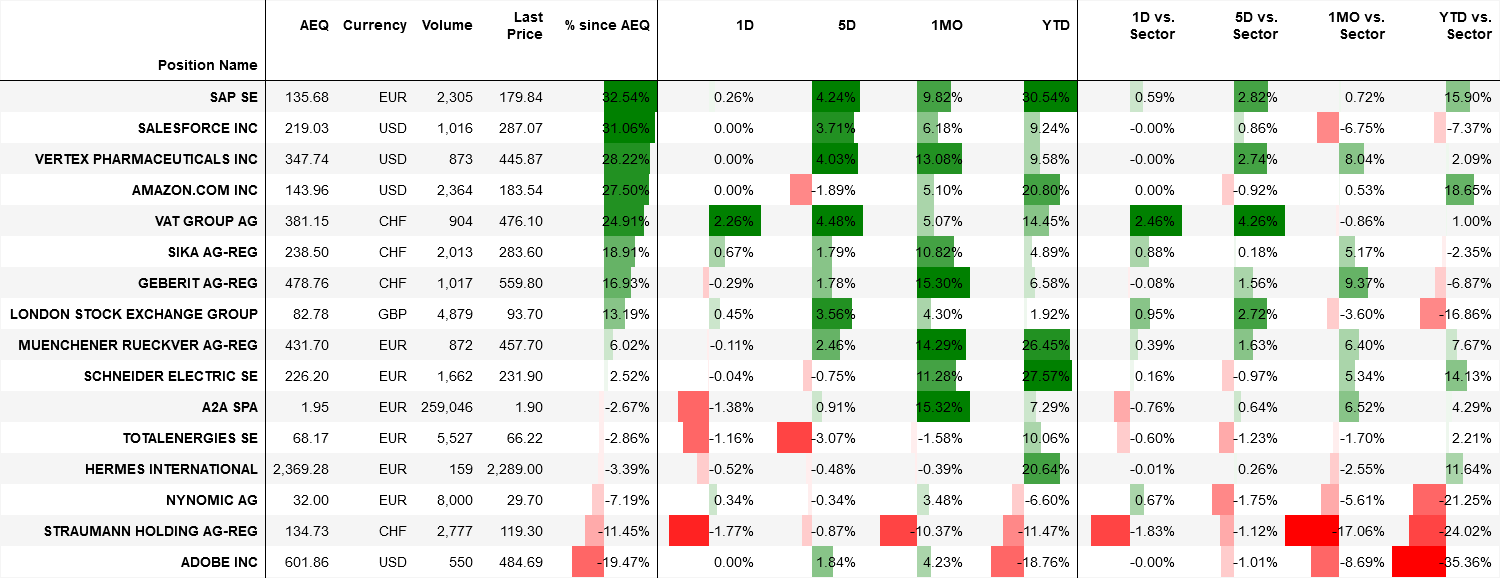 Position Name AEQ Currency Volume Last Price % since AEQ 1D 5D 1MO YTD 1D vs. Sector 5D vs. Sector 1MO vs. Sector YTD vs. Sector
SAP SE 135.68 EUR 2,305 179.84 32.54% 0.26% 4.24% 9.82% 30.54% 0.59% 2.82% 0.72% 15.90%
SALESFORCE INC 219.03 USD 1,016 287.07 31.06% 0.00% 3.71% 6.18% 9.24% -0.00% 0.86% -6.75% -7.37%
VERTEX PHARMACEUTICALS INC 347.74 USD 873 445.87 28.22% 0.00% 4.03% 13.08% 9.58% -0.00% 2.74% 8.04% 2.09%
AMAZON.COM INC 143.96 USD 2,364 183.54 27.50% 0.00% -1.89% 5.10% 20.80% 0.00% -0.92% 0.53% 18.65%
VAT GROUP AG 381.15 CHF 904 476.10 24.91% 2.26% 4.48% 5.07% 14.45% 2.46% 4.26% -0.86% 1.00%
SIKA AG-REG 238.50 CHF 2,013 283.60 18.91% 0.67% 1.79% 10.82% 4.89% 0.88% 0.18% 5.17% -2.35%
GEBERIT AG-REG 478.76 CHF 1,017 559.80 16.93% -0.29% 1.78% 15.30% 6.58% -0.08% 1.56% 9.37% -6.87%
LONDON STOCK EXCHANGE GROUP 82.78 GBP 4,879 93.70 13.19% 0.45% 3.56% 4.30% 1.92% 0.95% 2.72% -3.60% -16.86%
MUENCHENER RUECKVER AG-REG 431.70 EUR 872 457.70 6.02% -0.11% 2.46% 14.29% 26.45% 0.39% 1.63% 6.40% 7.67%
SCHNEIDER ELECTRIC SE 226.20 EUR 1,662 231.90 2.52% -0.04% -0.75% 11.28% 27.57% 0.16% -0.97% 5.34% 14.13%
A2A SPA 1.95 EUR 259,046 1.90 -2.67% -1.38% 0.91% 15.32% 7.29% -0.76% 0.64% 6.52% 4.29%
TOTALENERGIES SE 68.17 EUR 5,527 66.22 -2.86% -1.16% -3.07% -1.58% 10.06% -0.60% -1.23% -1.70% 2.21%
HERMES INTERNATIONAL 2,369.28 EUR 159 2,289.00 -3.39% -0.52% -0.48% -0.39% 20.64% -0.01% 0.26% -2.55% 11.64%
NYNOMIC AG 32.00 EUR 8,000 29.70 -7.19% 0.34% -0.34% 3.48% -6.60% 0.67% -1.75% -5.61% -21.25%
STRAUMANN HOLDING AG-REG 134.73 CHF 2,777 119.30 -11.45% -1.77% -0.87% -10.37% -11.47% -1.83% -1.12% -17.06% -24.02%
ADOBE INC 601.86 USD 550 484.69 -19.47% 0.00% 1.84% 4.23% -18.76% -0.00% -1.01% -8.69% -35.36%